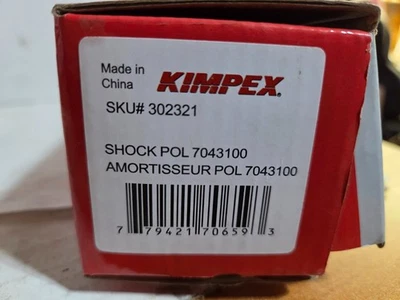 Made in
China
KIMPEX
SKU# 302321
SHOCK POL 7043100
AMORTISSEUR POL 7043100
7 79421 70659 3